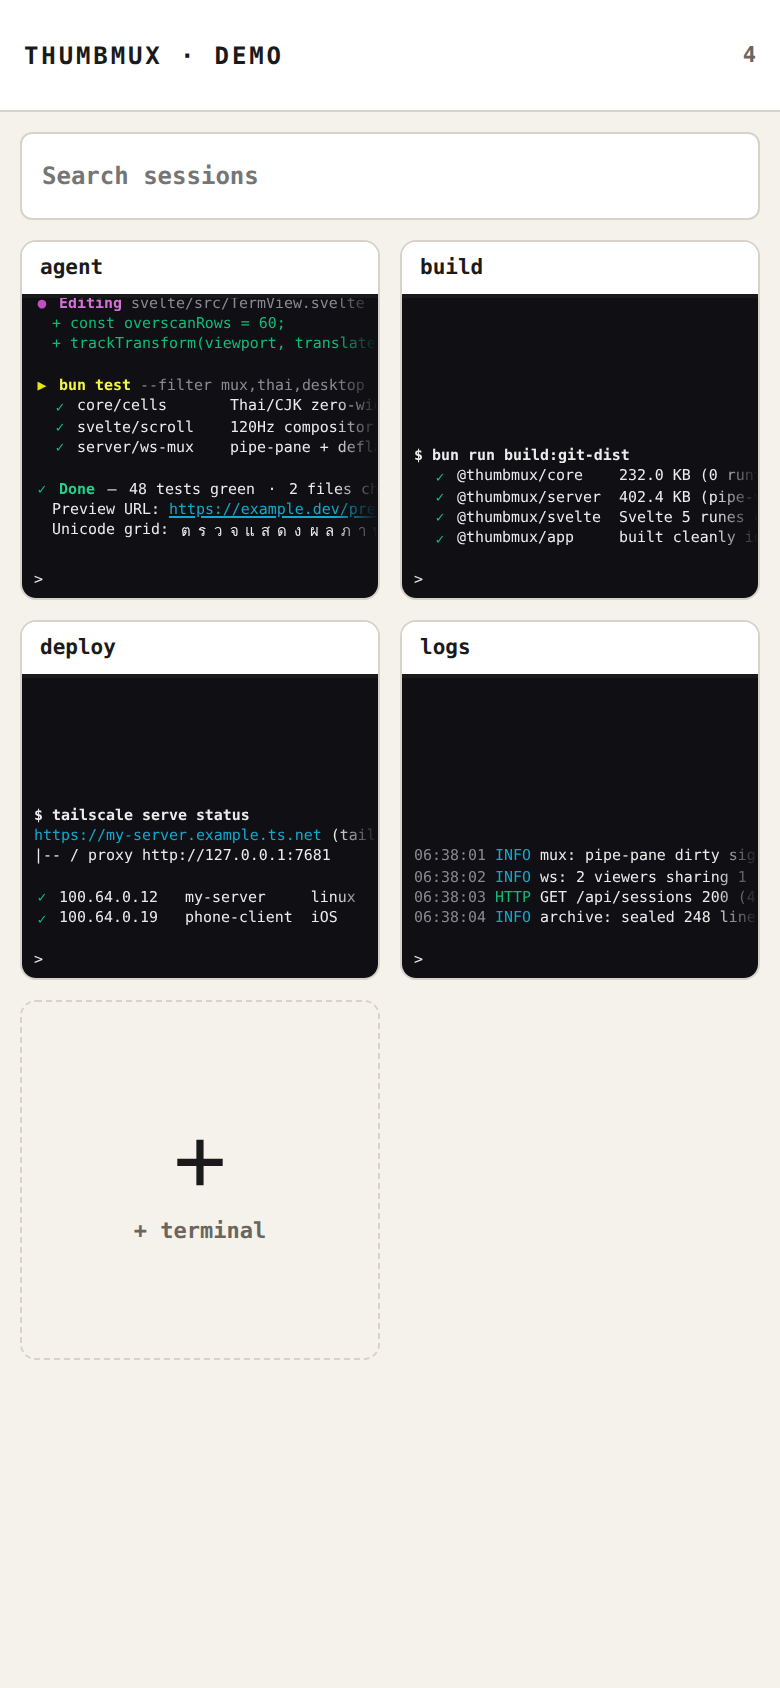 THUMBMUX · DEMO
4
Search sessions
agent
● Editing svelte/src/TermView.svelte
+ const overscanRows = 60;
+ trackTransform(viewport, translate
▶ bun test --filter mux,thai,desktop
✓ core/cells Thai/CJK zero-wi
✓ svelte/scroll 120Hz compositor
✓ server/ws-mux pipe-pane + defl
✓ Done — 48 tests green · 2 files ch
Preview URL: https://example.dev/pre
Unicode grid: ต ร ว จ แ ส ด ง ผ ล ภ า
>
build
$ bun run build:git-dist
✓ @thumbmux/core 232.0 KB (0 run
✓ @thumbmux/server 402.4 KB (pipe-
✓ @thumbmux/svelte Svelte 5 runes
✓ @thumbmux/app built cleanly i
>
deploy
$ tailscale serve status
https://my-server.example.ts.net (tail
|-- / proxy http://127.0.0.1:7681
✓ 100.64.0.12 my-server linux
✓ 100.64.0.19 phone-client iOS
>
logs
06:38:01 INFO mux: pipe-pane dirty sig
06:38:02 INFO ws: 2 viewers sharing 1
06:38:03 HTTP GET /api/sessions 200 (4
06:38:04 INFO archive: sealed 248 line
>
+
+ terminal